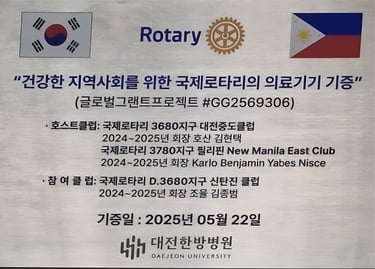 Rotary
“건강한 지역사회를 위한 국제로타리의 의료기기 기증”
(글로벌그랜트프로젝트 #GG2569306)
· 호스트클럽: 국제로타리 3680지구 대전중도클럽
2024~2025년 회장 호산 김현택
국제로타리 3780지구 필리핀 New Manila East Club
2024~2025년 회장 Karlo Benjamin Yabes Nisce
· 참 여 클 럽: 국제로타리 D.3680지구 신탄진 클럽
2024~2025년 회장 조율 김종범
기증일 : 2025년 05월 22일
대전한방병원
DAEJEON UNIVERSITY